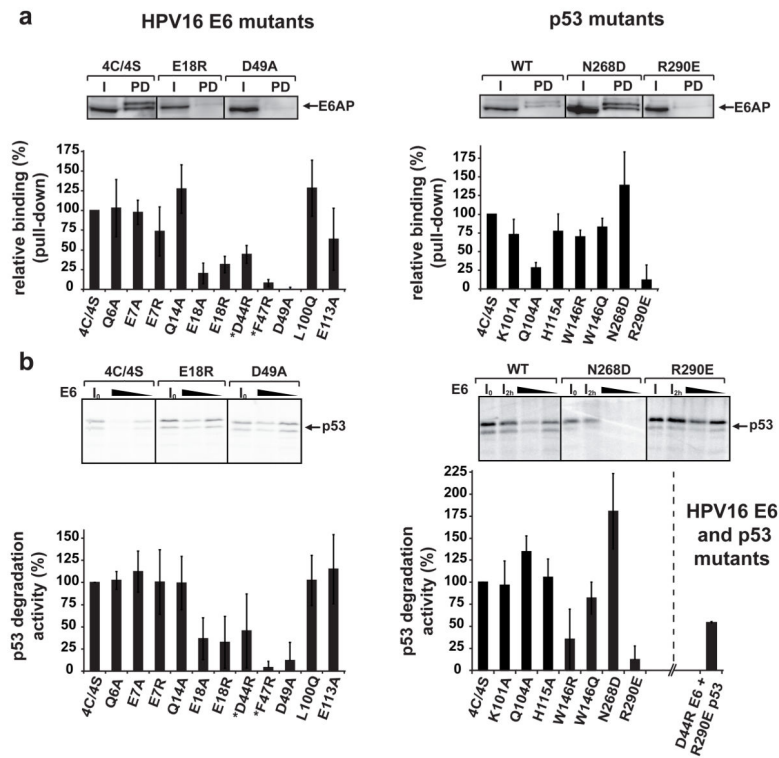 a
HPV16 E6 mutants
4C/4S E18R D49A
I PD I PD I PD
E6AP
relative binding (%)
(pull-down)
175
150
125
100
75
50
25
0
4C/4S Q6A E7A E7R Q14A E18A E18R *D44R *F47R D49A L100Q E113A
p53 mutants
WT N268D R290E
I PD I PD I PD
E6AP
relative binding (%)
(pull-down)
175
150
125
100
75
50
25
0
4C/4S K101A Q104A H115A W146R W146Q N268D R290E
b
4C/4S E18R D49A
E6 I0 I0 I0
p53
p53 degradation
activity (%)
150
125
100
75
50
25
0
4C/4S Q6A E7A E7R Q14A E18A E18R *D44R *F47R D49A L100Q E113A
WT N268D R290E
E6 I0 I2h I0 I2h I I2h
p53
p53 degradation
activity (%)
225
200
175
150
125
100
75
50
25
0
HPV16 E6
and p53
mutants
4C/4S K101A Q104A H115A W146R W146Q N268D R290E
D44R E6 +
R290E p53